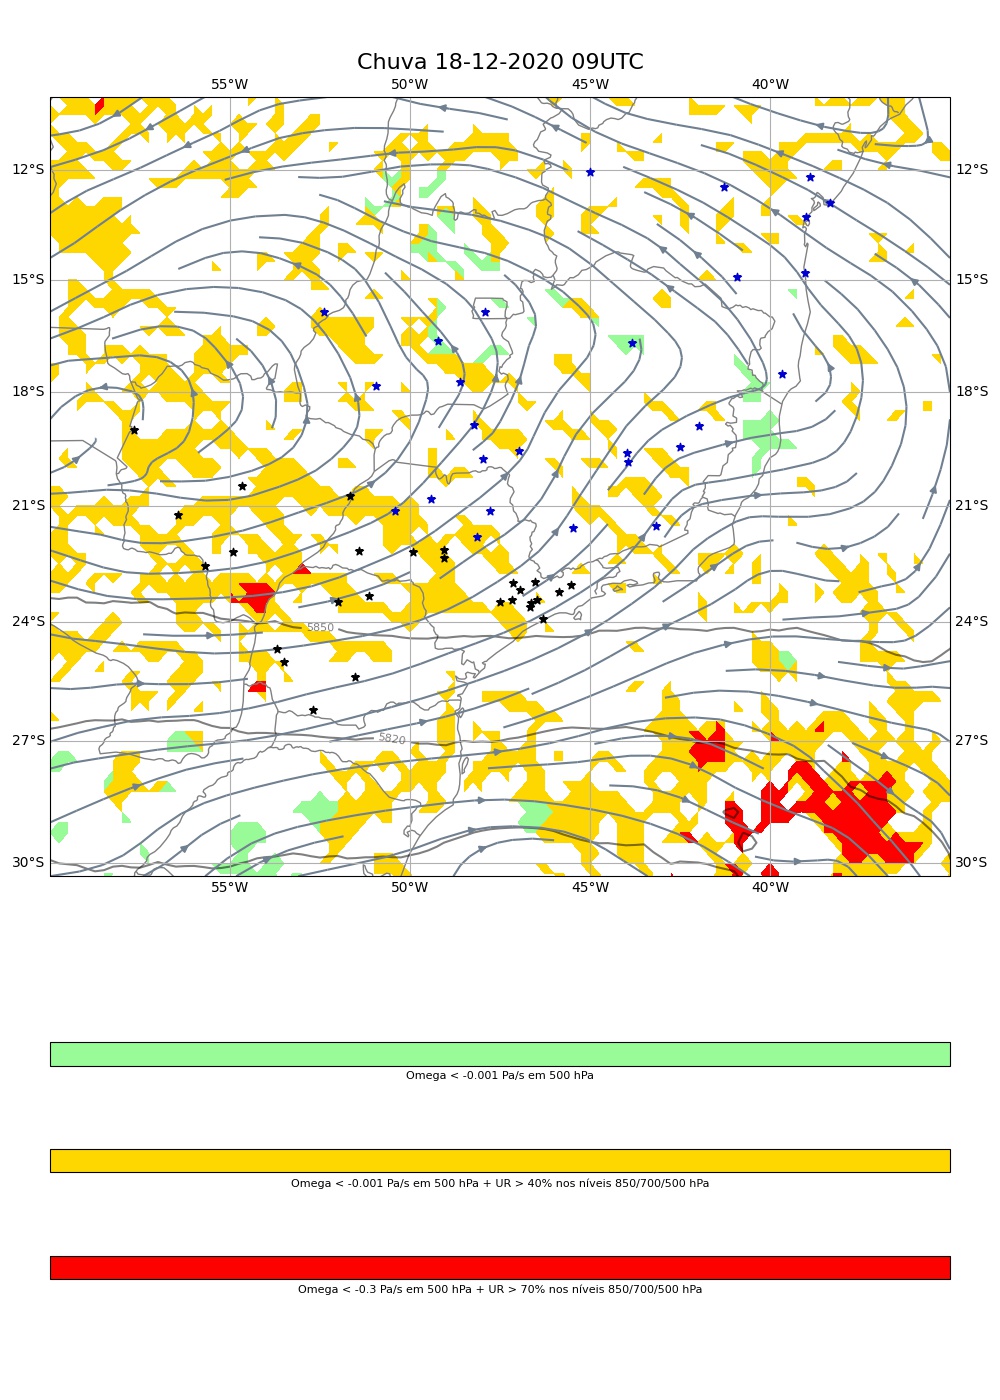 Chuva 18-12-2020 09UTC
55°W 50°W 45°W 40°W
12°S 12°S
15°S 15°S
18°S 18°S
21°S 21°S
24°S 24°S
5850
27°S 27°S
5820
30°S 30°S
55°W 50°W 45°W 40°W
Omega < -0.001 Pa/s em 500 hPa
Omega < -0.001 Pa/s em 500 hPa + UR > 40% nos níveis 850/700/500 hPa
Omega < -0.3 Pa/s em 500 hPa + UR > 70% nos níveis 850/700/500 hPa